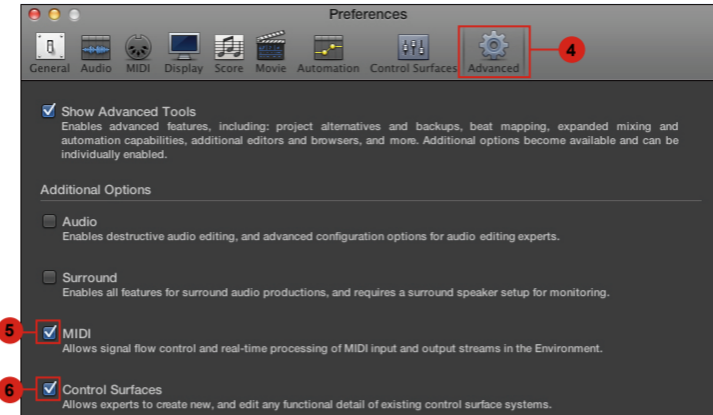 Preferences
General Audio MIDI Display Score Movie Automation Control Surfaces Advanced
4
Show Advanced Tools
Enables advanced features, including: project alternatives and backups, beat mapping, expanded mixing and
automation capabilities, additional editors and browsers, and more. Additional options become available and can be
individually enabled.
Additional Options
Audio
Enables destructive audio editing, and advanced configuration options for audio editing experts.
Surround
Enables all features for surround audio productions, and requires a surround speaker setup for monitoring.
5
MIDI
Allows signal flow control and real-time processing of MIDI input and output streams in the Environment.
6
Control Surfaces
Allows experts to create new, and edit any functional detail of existing control surface systems.